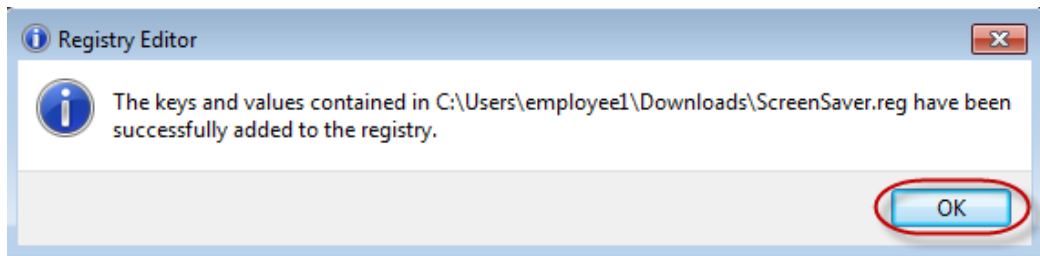 Registry Editor
The keys and values contained in C:\Users\employee1\Downloads\ScreenSaver.reg have been
successfully added to the registry.
OK